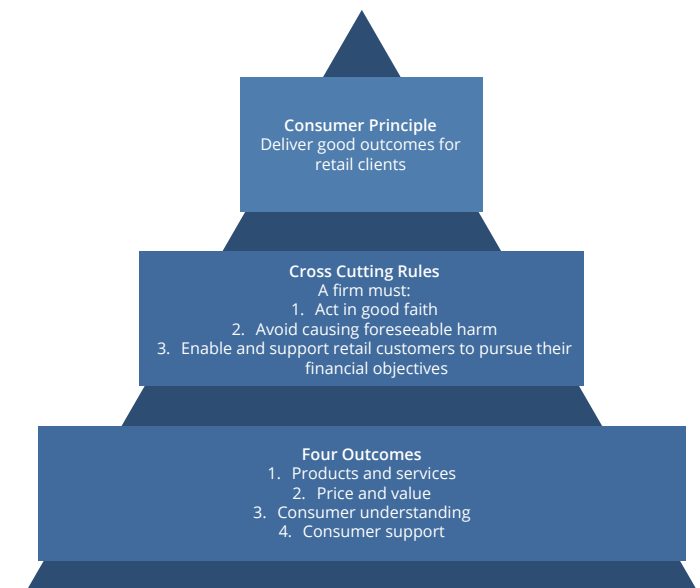 Consumer Principle
Deliver good outcomes for
retail clients
Cross Cutting Rules
A firm must:
1. Act in good faith
2. Avoid causing foreseeable harm
3. Enable and support retail customers to pursue their
financial objectives
Four Outcomes
1. Products and services
2. Price and value
3. Consumer understanding
4. Consumer support